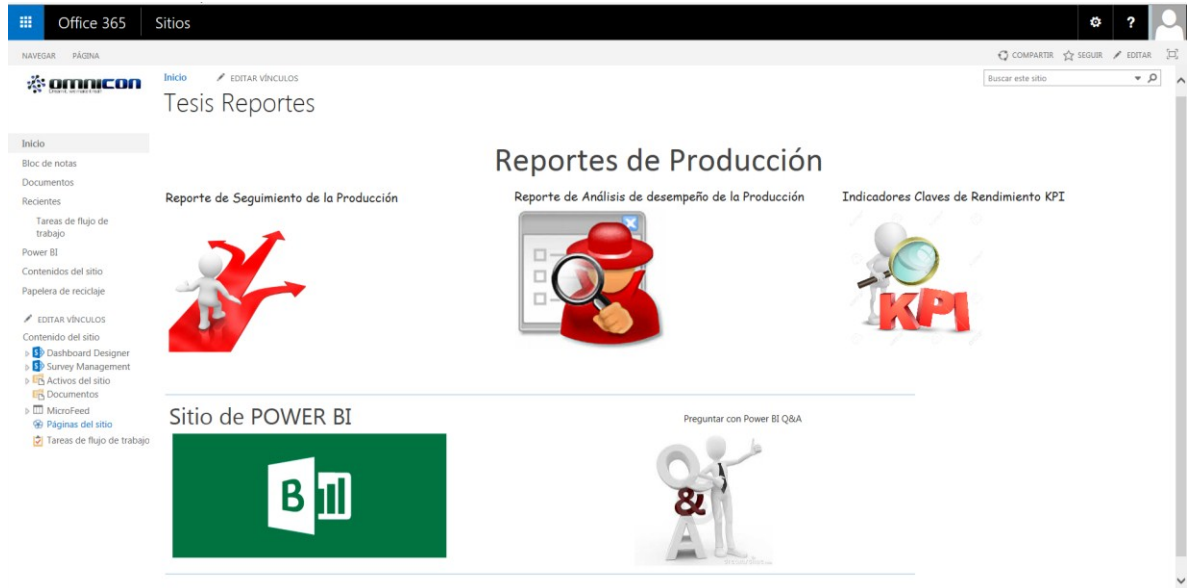 Office 365
Sitios
?
NAVEGAR PÁGINA
COMPARTIR SEGUIR EDITAR
omnicon
Inicio EDITAR VÍNCULOS
Buscar este sitio
Tesis Reportes
Inicio
Bloc de notas
Documentos
Recientes
Tareas de flujo de
trabajo
Power BI
Contenidos del sitio
Papelera de reciclaje
EDITAR VÍNCULOS
Contenido del sitio
Dashboard Designer
Survey Management
Activos del sitio
Documentos
MicroFeed
Páginas del sitio
Tareas de flujo de trabajo
Reportes de Producción
Reporte de Seguimiento de la Producción
Reporte de Análisis de desempeño de la Producción
Indicadores Claves de Rendimiento KPI
KPI
Sitio de POWER BI
B
Preguntar con Power BI Q&A
Q
&
A